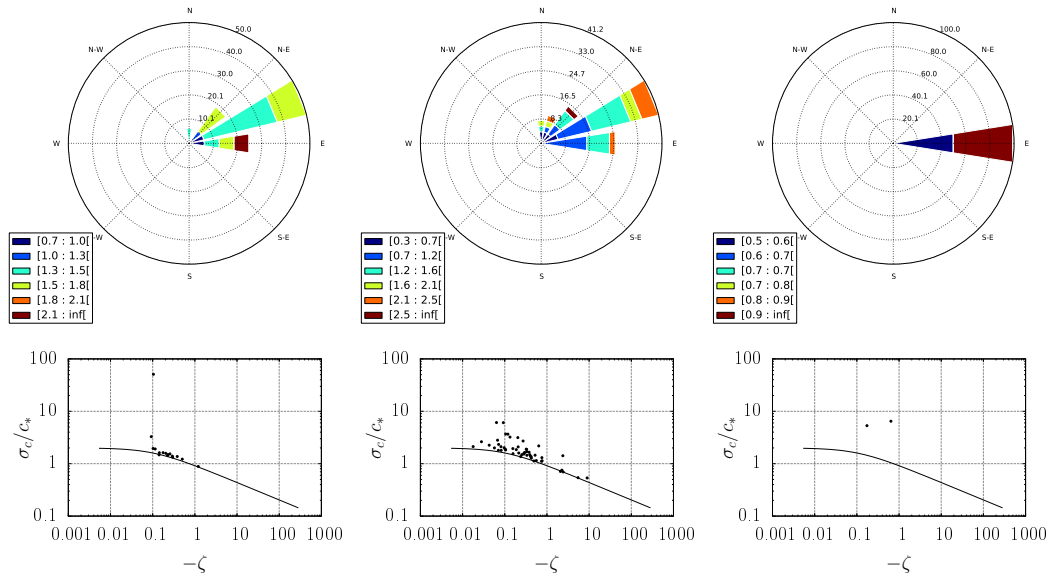 N
N-E
E
S-E
S
-W
W
N-W
10.1
20.1
30.0
40.0
50.0
[0.7 : 1.0[
[1.0 : 1.3[
[1.3 : 1.5[
[1.5 : 1.8[
[1.8 : 2.1[
[2.1 : inf[
N
N-E
E
S-E
S
-W
W
N-W
8.3
16.5
24.7
33.0
41.2
[0.3 : 0.7[
[0.7 : 1.2[
[1.2 : 1.6[
[1.6 : 2.1[
[2.1 : 2.5[
[2.5 : inf[
N
N-E
E
S-E
S
-W
W
N-W
20.1
40.0
60.0
80.0
100.0
[0.5 : 0.6[
[0.6 : 0.7[
[0.7 : 0.7[
[0.7 : 0.8[
[0.8 : 0.9[
[0.9 : inf[
σc/c*
100
10
1
0.1
0.001 0.01 0.1 1 10 100 1000
−ζ
σc/c*
100
10
1
0.1
0.001 0.01 0.1 1 10 100 1000
−ζ
σc/c*
100
10
1
0.1
0.001 0.01 0.1 1 10 100 1000
−ζ